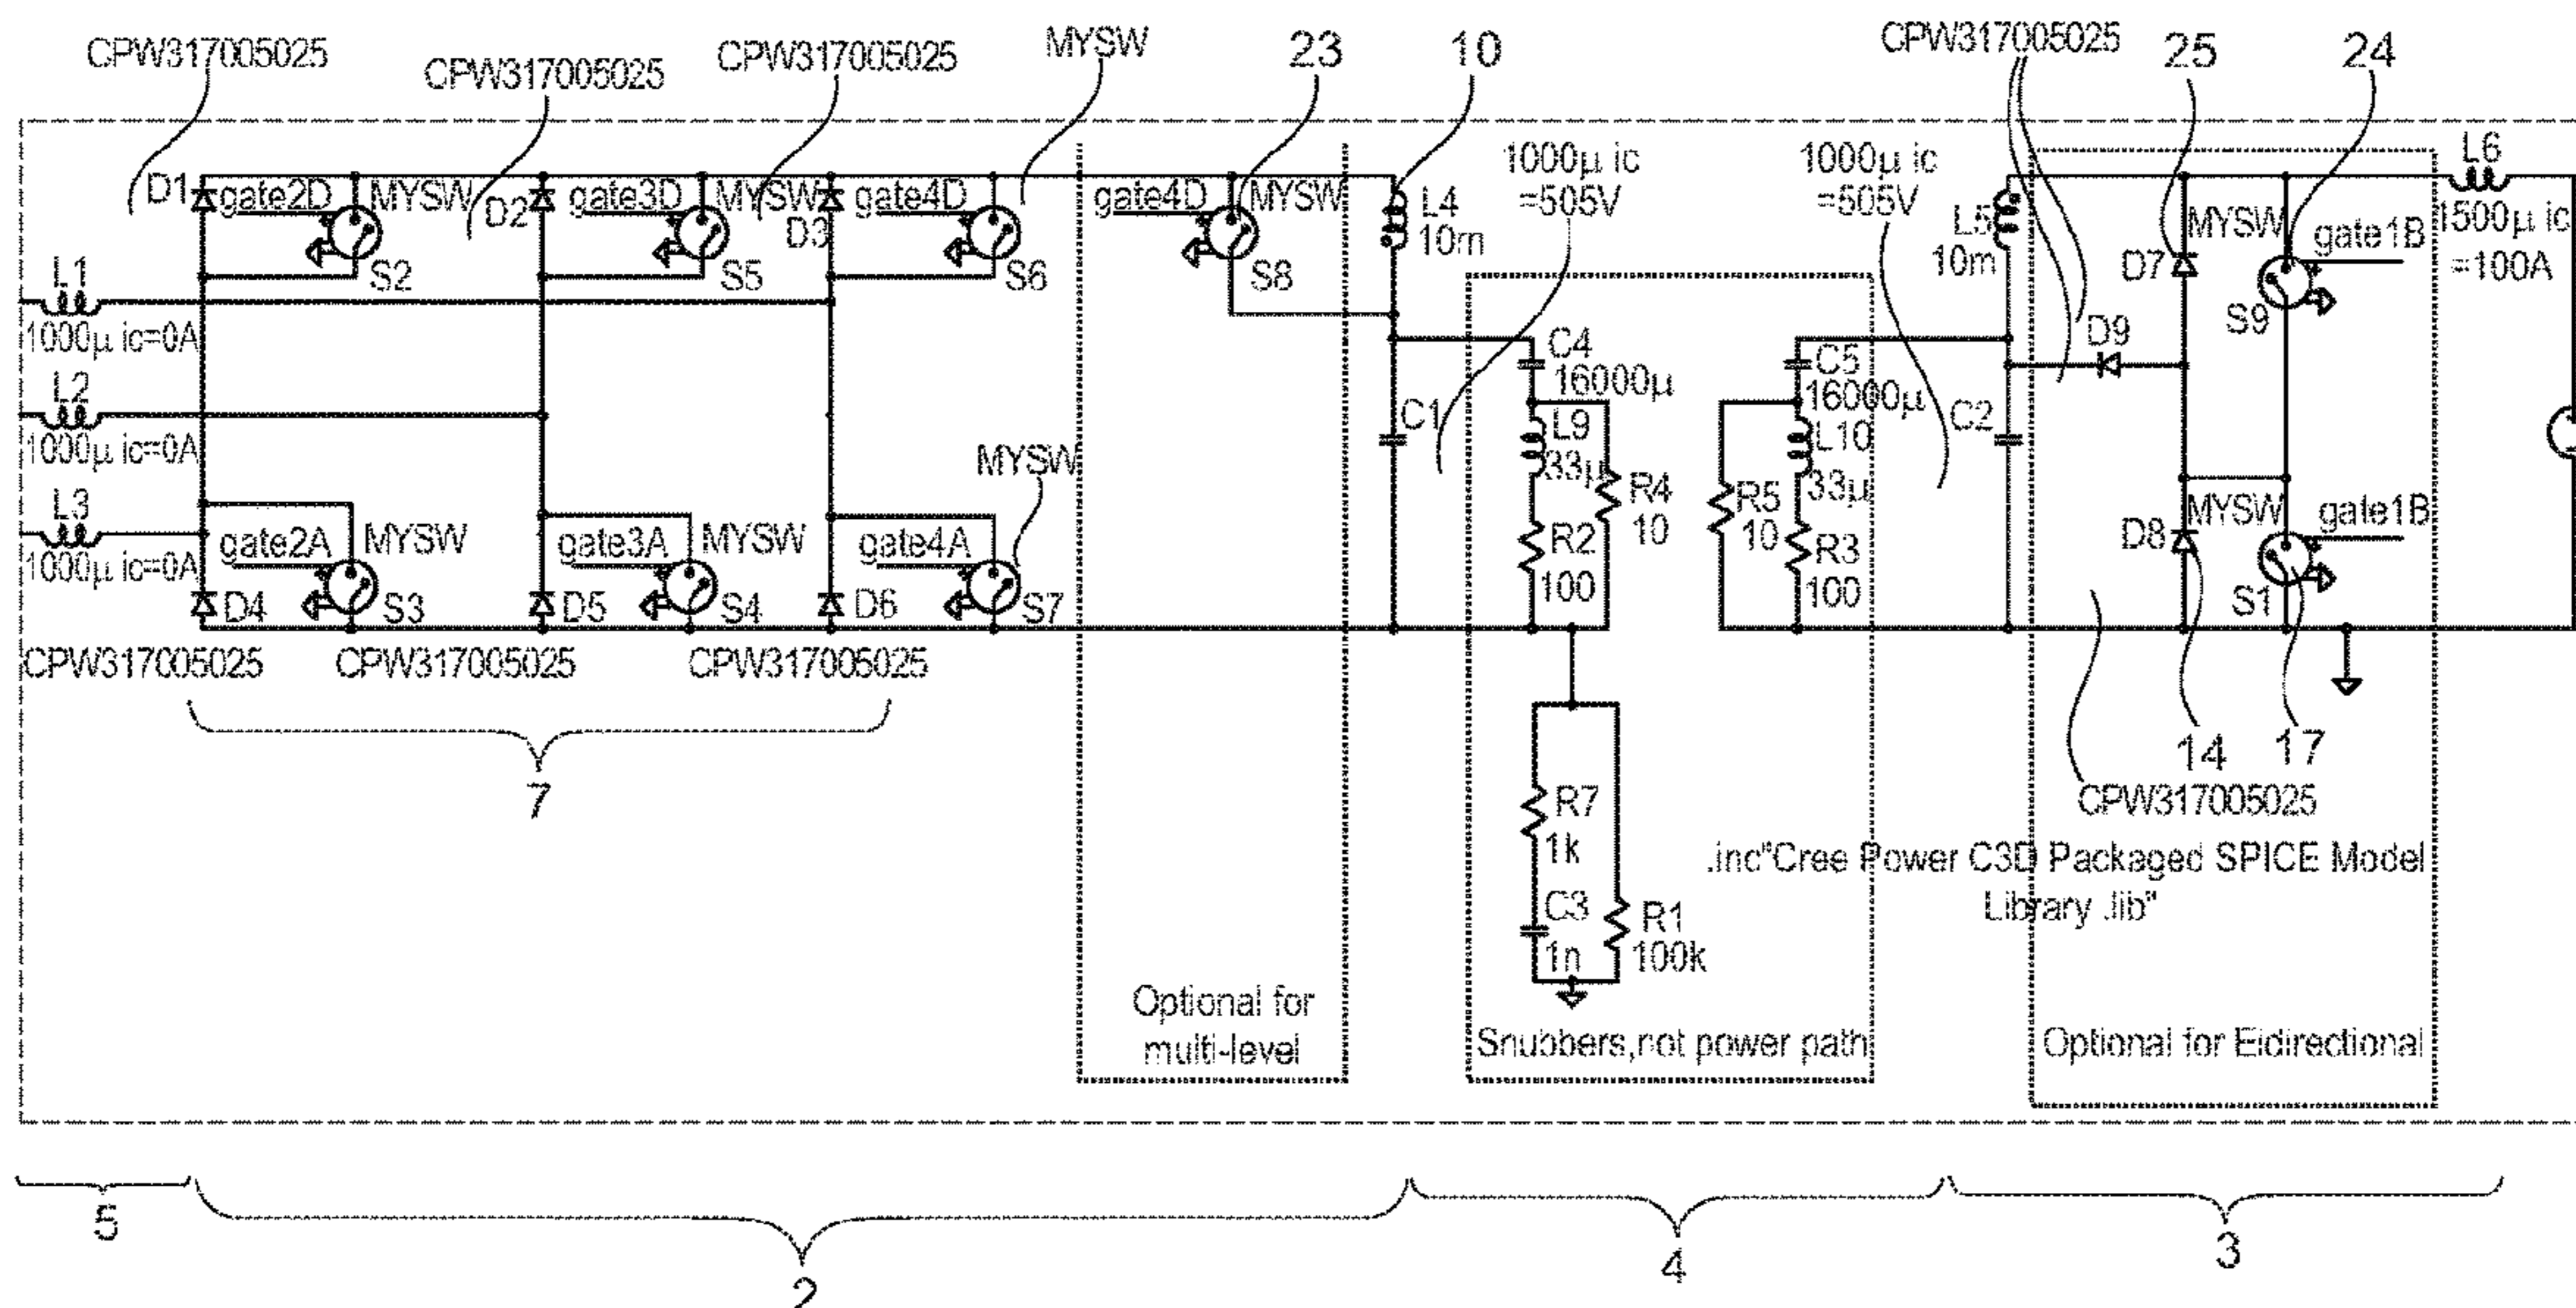 CPW317005025
CPW317005025
CPW317005025
MYSW
23
10
CPW317005025
25
24
D1
gate2D
MYSW
D2
gate3D
MYSW
D3
gate4D
gate4D
MYSW
L4
10m
1000µ ic
=505V
1000µ ic
=505V
L5
10m
MYSW
D7
gate1B
L6
1500µ ic
=100A
S2
S5
S6
S8
S9
L1
1000µ ic=0A
L2
1000µ ic=0A
L3
1000µ ic=0A
D9
C4
16000µ
C5
16000µ
C1
L9
33µ
R4
10
R2
100
R5
10
L10
33µ
R3
100
C2
MYSW
gate2A
MYSW
gate3A
MYSW
gate4A
D4
S3
D5
S4
D6
S7
MYSW
gate1B
D8
S1
CPW317005025
CPW317005025
CPW317005025
7
14
17
CPW317005025
R7
1k
C3
1n
R1
100k
.inc"Cree Power C3D Packaged SPICE Model
Library .lib"
Optional for
multi-level
Snubbers,not power path
Optional for Eidirectional
5
2
4
3